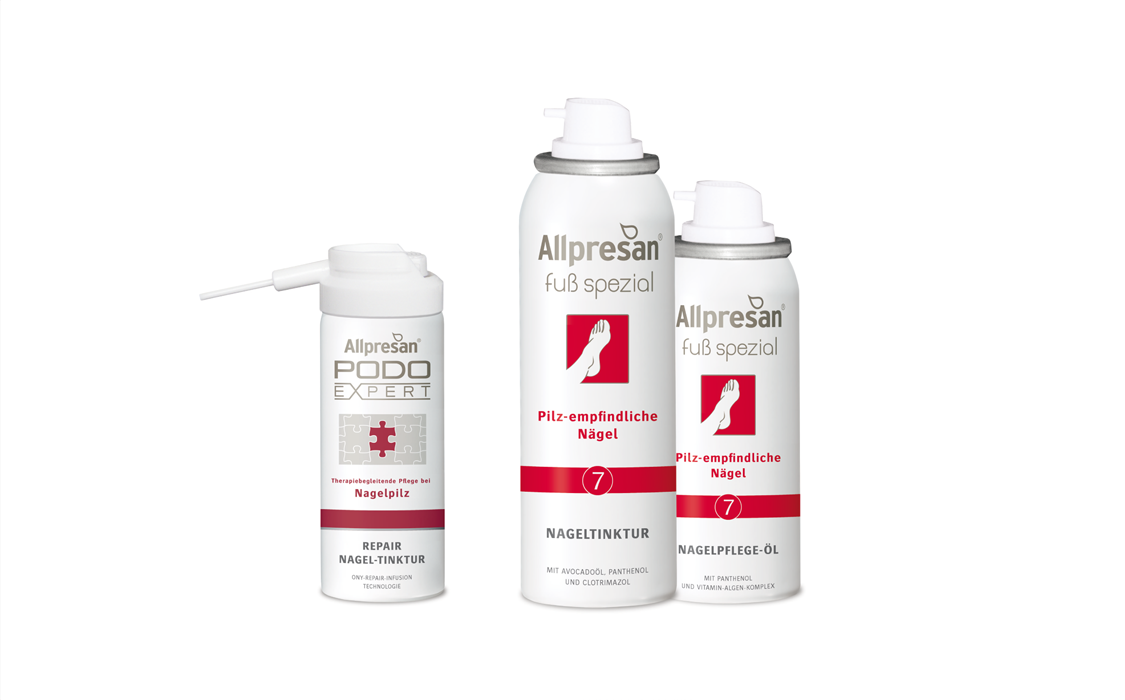 Allpresan®
PODO
EXPERT
Therapiebegleitende Pflege bei
Nagelpilz
REPAIR
NAGEL-TINKTUR
ONY-REPAIR-INFUSION
TECHNOLOGIE
Allpresan®
fuß spezial
Pilz-empfindliche
Nägel
7
NAGELTINKTUR
MIT AVOCADOÖL, PANTHENOL
UND CLOTRIMAZOL
Allpresan®
fuß spezial
Pilz-empfindliche
Nägel
7
NAGELPFLEGE-ÖL
MIT PANTHENOL
UND VITAMIN-ALGEN-KOMPLEX